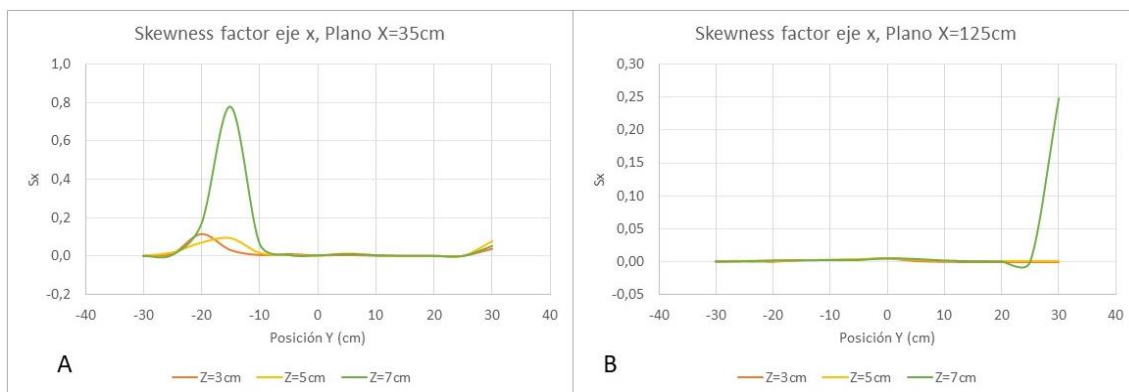 Skewness factor eje x, Plano X=35cm
1,0
0,8
0,6
0,4
0,2
0,0
-0,2
Sx
-40 -30 -20 -10 0 10 20 30 40
Posición Y (cm)
A
Z=3cm Z=5cm Z=7cm
Skewness factor eje x, Plano X=125cm
0,30
0,25
0,20
0,15
0,10
0,05
0,00
-0,05
Sx
-40 -30 -20 -10 0 10 20 30 40
Posición Y (cm)
B
Z=3cm Z=5cm Z=7cm